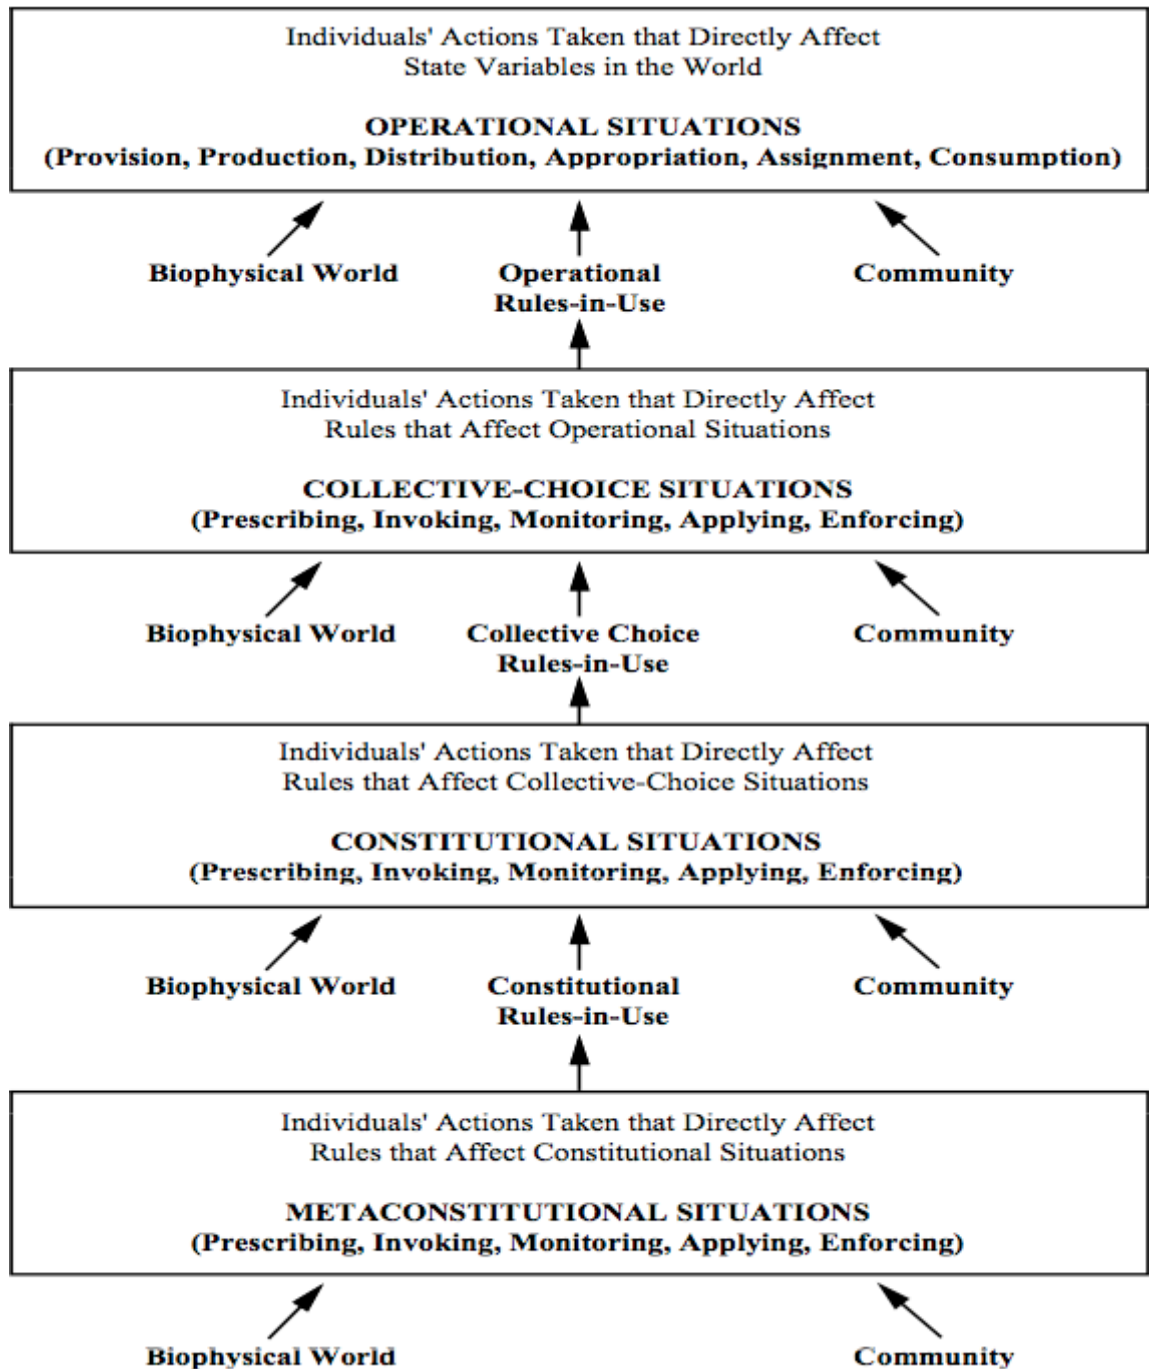 Individuals' Actions Taken that Directly Affect
State Variables in the World
OPERATIONAL SITUATIONS
(Provision, Production, Distribution, Appropriation, Assignment, Consumption)
Biophysical World
Operational
Rules-in-Use
Community
Individuals' Actions Taken that Directly Affect
Rules that Affect Operational Situations
COLLECTIVE-CHOICE SITUATIONS
(Prescribing, Invoking, Monitoring, Applying, Enforcing)
Biophysical World
Collective Choice
Rules-in-Use
Community
Individuals' Actions Taken that Directly Affect
Rules that Affect Collective-Choice Situations
CONSTITUTIONAL SITUATIONS
(Prescribing, Invoking, Monitoring, Applying, Enforcing)
Biophysical World
Constitutional
Rules-in-Use
Community
Individuals' Actions Taken that Directly Affect
Rules that Affect Constitutional Situations
METACONSTITUTIONAL SITUATIONS
(Prescribing, Invoking, Monitoring, Applying, Enforcing)
Biophysical World
Community